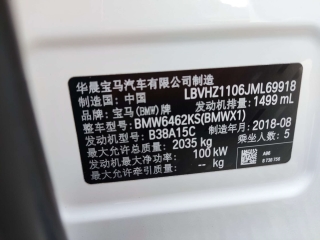 华晨宝马汽车有限公司制造
制造国：中国 LBVHZ1106JML69918
品牌：宝马(BMW)牌 发动机排量：1499 mL
整车型号：BMW6462KS(BMWX1)
发动机型号：B38A15C 制造年月：2018-08
最大允许总质量：2035 kg 乘坐人数：5
发动机最大净功率：100 kW
最大允许牵引质量：-- kg